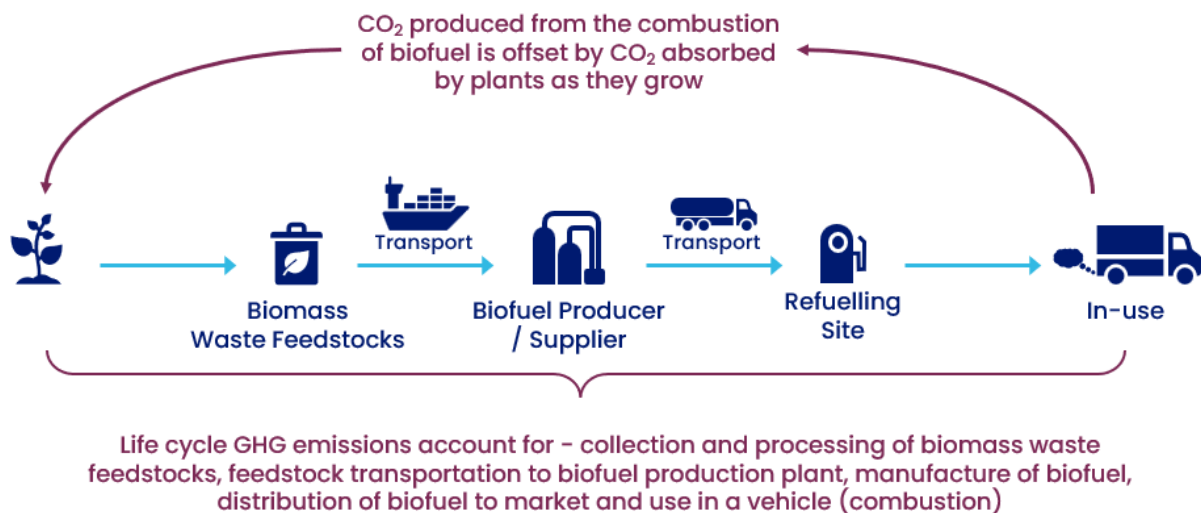 CO₂ produced from the combustion
of biofuel is offset by CO₂ absorbed
by plants as they grow
Transport
Transport
Biomass
Waste Feedstocks
Biofuel Producer
/ Supplier
Refuelling
Site
In-use
Life cycle GHG emissions account for - collection and processing of biomass waste
feedstocks, feedstock transportation to biofuel production plant, manufacture of biofuel,
distribution of biofuel to market and use in a vehicle (combustion)